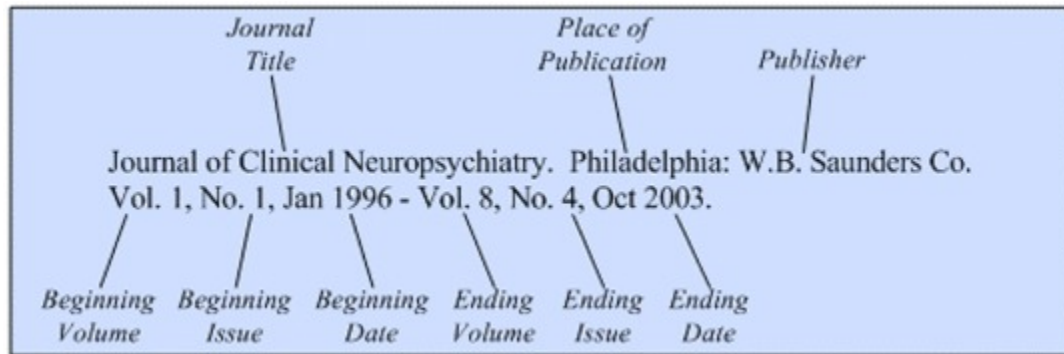 Journal Title
Place of Publication
Publisher
Journal of Clinical Neuropsychiatry. Philadelphia: W.B. Saunders Co.
Vol. 1, No. 1, Jan 1996 - Vol. 8, No. 4, Oct 2003.
Beginning Volume
Beginning Issue
Beginning Date
Ending Volume
Ending Issue
Ending Date